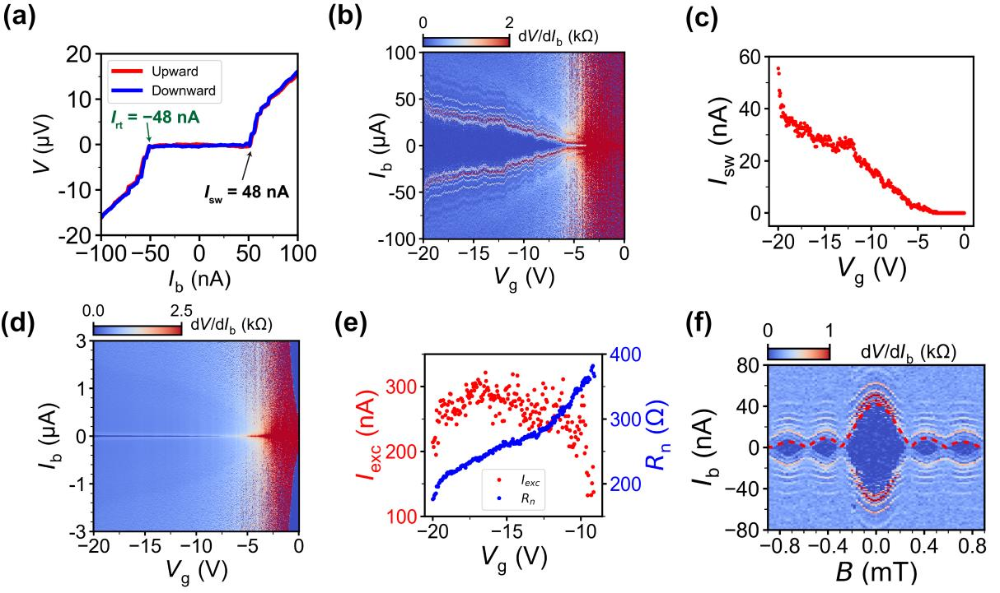 (a)
20
10
0
−10
−20
V (μV)
Upward
Downward
I_rt = −48 nA
I_sw = 48 nA
−100 −50 0 50 100
I_b (nA)
(b)
0 2 dV/dI_b (kΩ)
100
50
0
-50
-100
I_b (μA)
−20 −15 −10 −5 0
V_g (V)
(c)
60
40
20
0
I_sw (nA)
−20 −15 −10 −5 0
V_g (V)
(d)
0.0 2.5 dV/dI_b (kΩ)
3
1
0
-1
-3
I_b (μA)
−20 −15 −10 −5 0
V_g (V)
(e)
300
200
100
I_exc (nA)
400
300
200
R_n (Ω)
I_exc
R_n
−20 −15 −10
V_g (V)
(f)
0 1 dV/dI_b (kΩ)
80
40
0
−40
−80
I_b (nA)
−0.8 −0.4 0.0 0.4 0.8
B (mT)